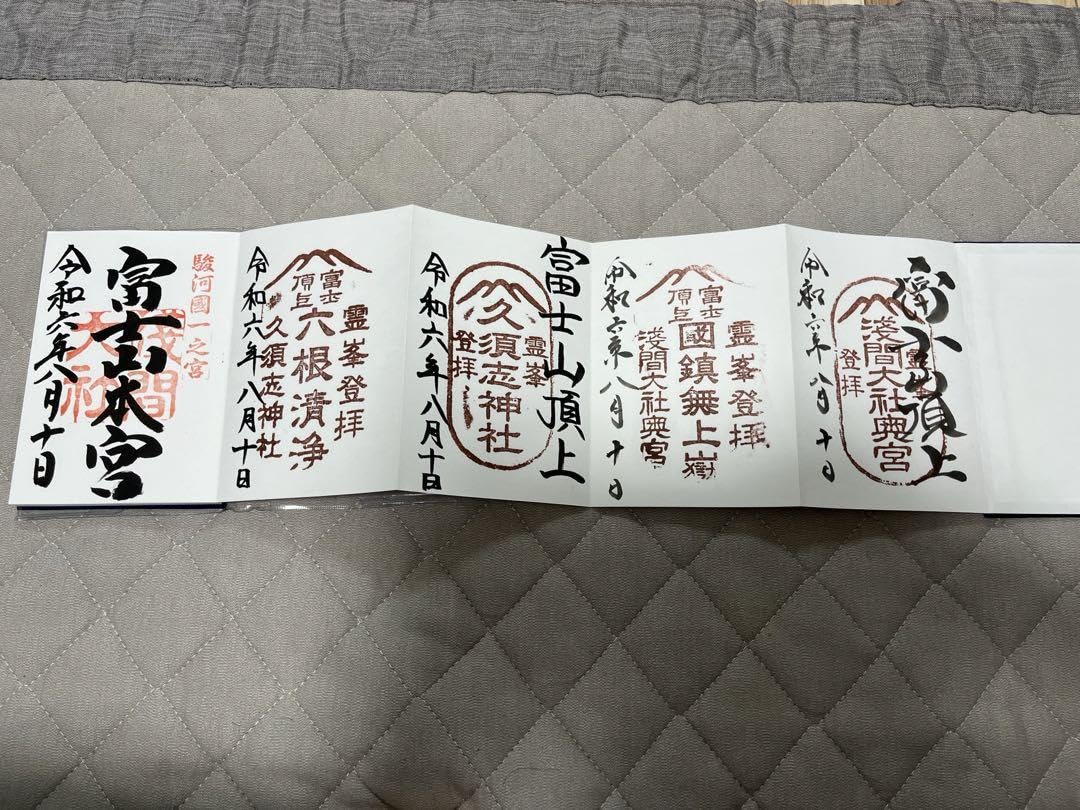 駿河國一之宮
淺間大社
富士山本宮
令和六年八月十日
霊峯登拝
富士頂上
六根清浄
久須志神社
令和六年八月十日
富士山頂上
霊峯
久須志神社
登拝
令和六年八月十日
霊峯登拝
富士頂上
國鎮無上嶽
淺間大社奥宮
令和六年八月十日
富士山頂上
霊峯
淺間大社奥宮
登拝
令和六年八月十日